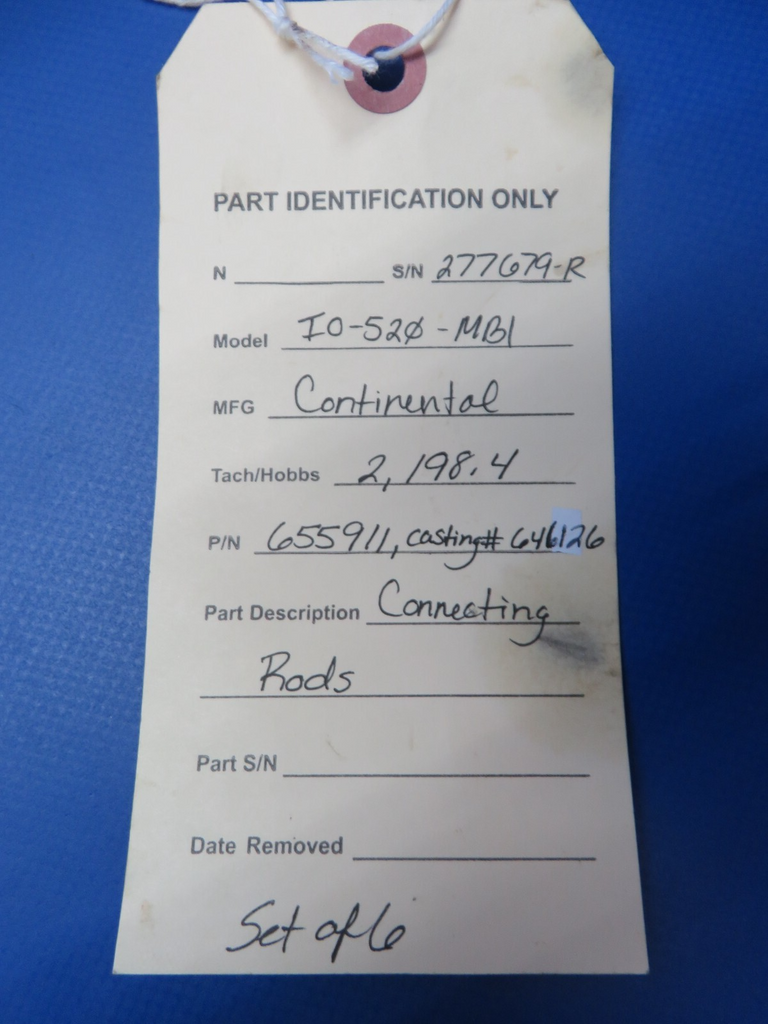 PART IDENTIFICATION ONLY
N S/N 277679-R
Model IO-52Ø-MB1
MFG Continental
Tach/Hobbs 2,198.4
P/N 655911, casting# 646126
Part Description Connecting
Rods
Part S/N
Date Removed
Set of 6